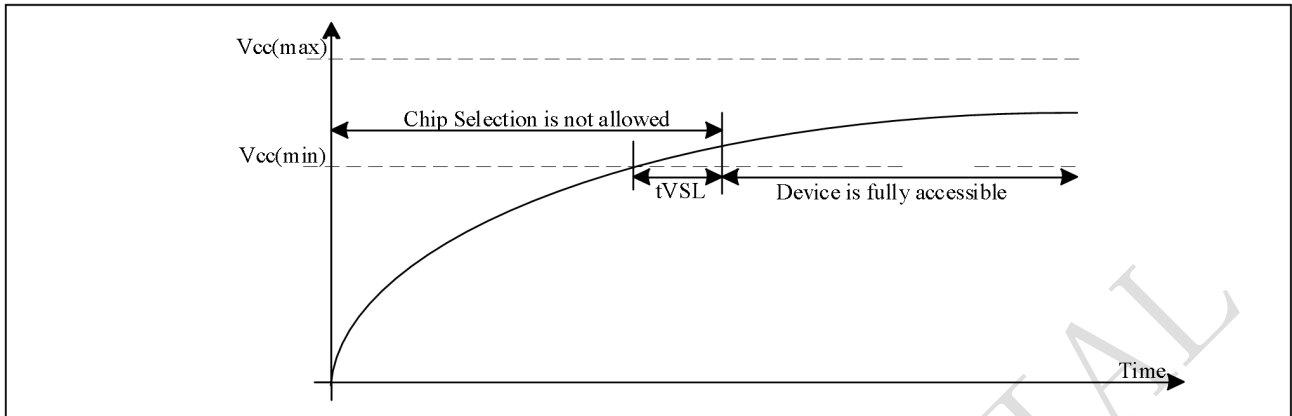 Vcc(max)
Chip Selection is not allowed
Vcc(min)
tVSL
Device is fully accessible
Time